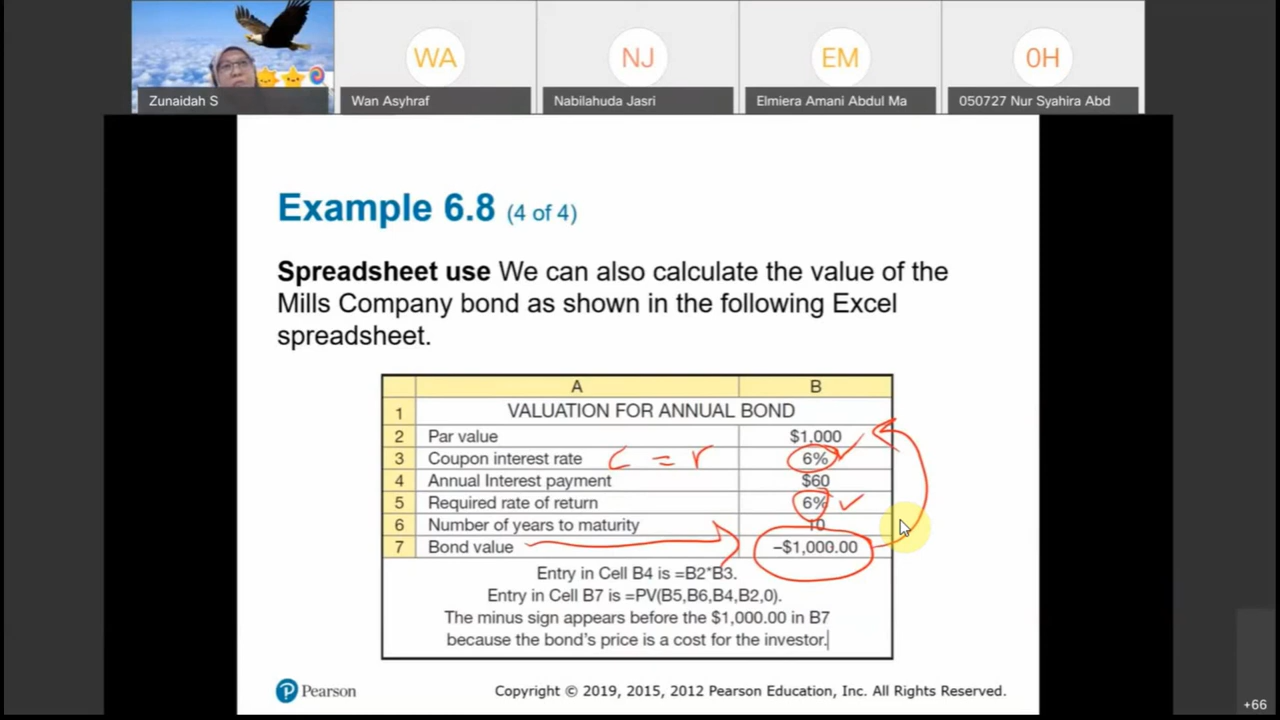 WA
NJ
EM
0H
Zunaidah S
Wan Asyhraf
Nabilahuda Jasri
Elmiera Amani Abdul Ma
050727 Nur Syahira Abd
Example 6.8 (4 of 4)
Spreadsheet use We can also calculate the value of the
Mills Company bond as shown in the following Excel
spreadsheet.
A B
1 VALUATION FOR ANNUAL BOND
2 Par value $1,000
3 Coupon interest rate c = r 6%
4 Annual Interest payment $60
5 Required rate of return 6%
6 Number of years to maturity 10
7 Bond value –$1,000.00
Entry in Cell B4 is =B2*B3.
Entry in Cell B7 is =PV(B5,B6,B4,B2,0).
The minus sign appears before the $1,000.00 in B7
because the bond's price is a cost for the investor.
P Pearson
Copyright © 2019, 2015, 2012 Pearson Education, Inc. All Rights Reserved.
+66